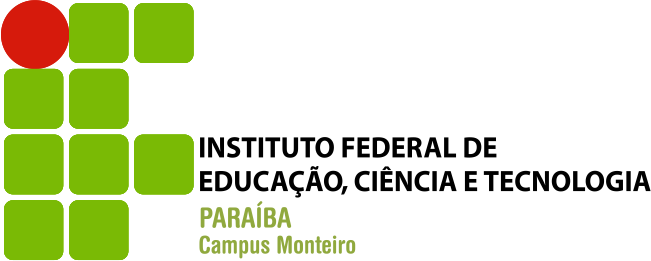 INSTITUTO FEDERAL DE
EDUCAÇÃO, CIÊNCIA E TECNOLOGIA
PARAÍBA
Campus Monteiro